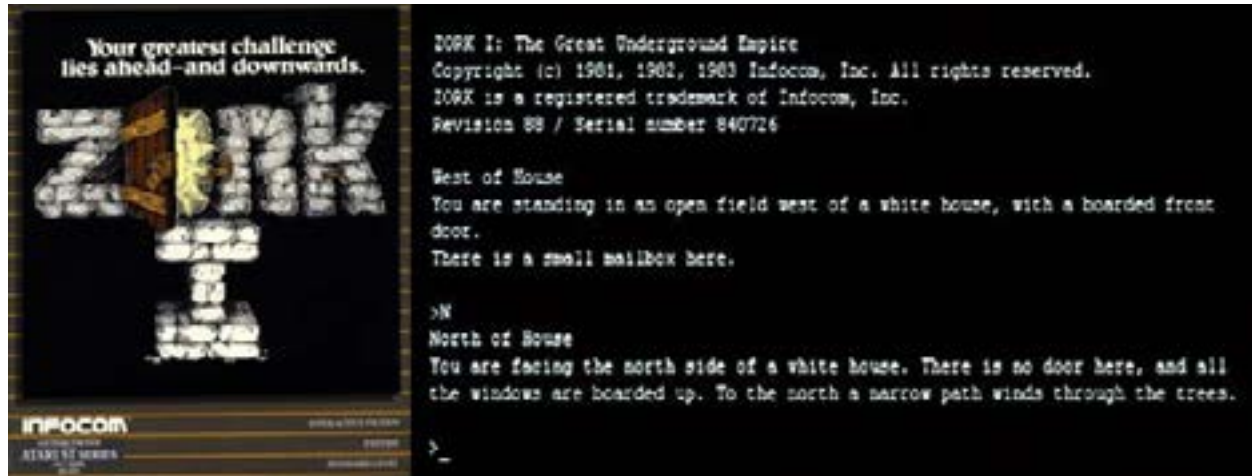 Your greatest challenge
lies ahead-and downwards.
ZORK
I
INFOCOM
ATARI ST SERIES
ZORK I: The Great Underground Empire
Copyright (c) 1981, 1982, 1983 Infocom, Inc. All rights reserved.
ZORK is a registered trademark of Infocom, Inc.
Revision 88 / Serial number 840726
West of House
You are standing in an open field west of a white house, with a boarded front
door.
There is a small mailbox here.
>N
North of House
You are facing the north side of a white house. There is no door here, and all
the windows are boarded up. To the north a narrow path winds through the trees.
>_